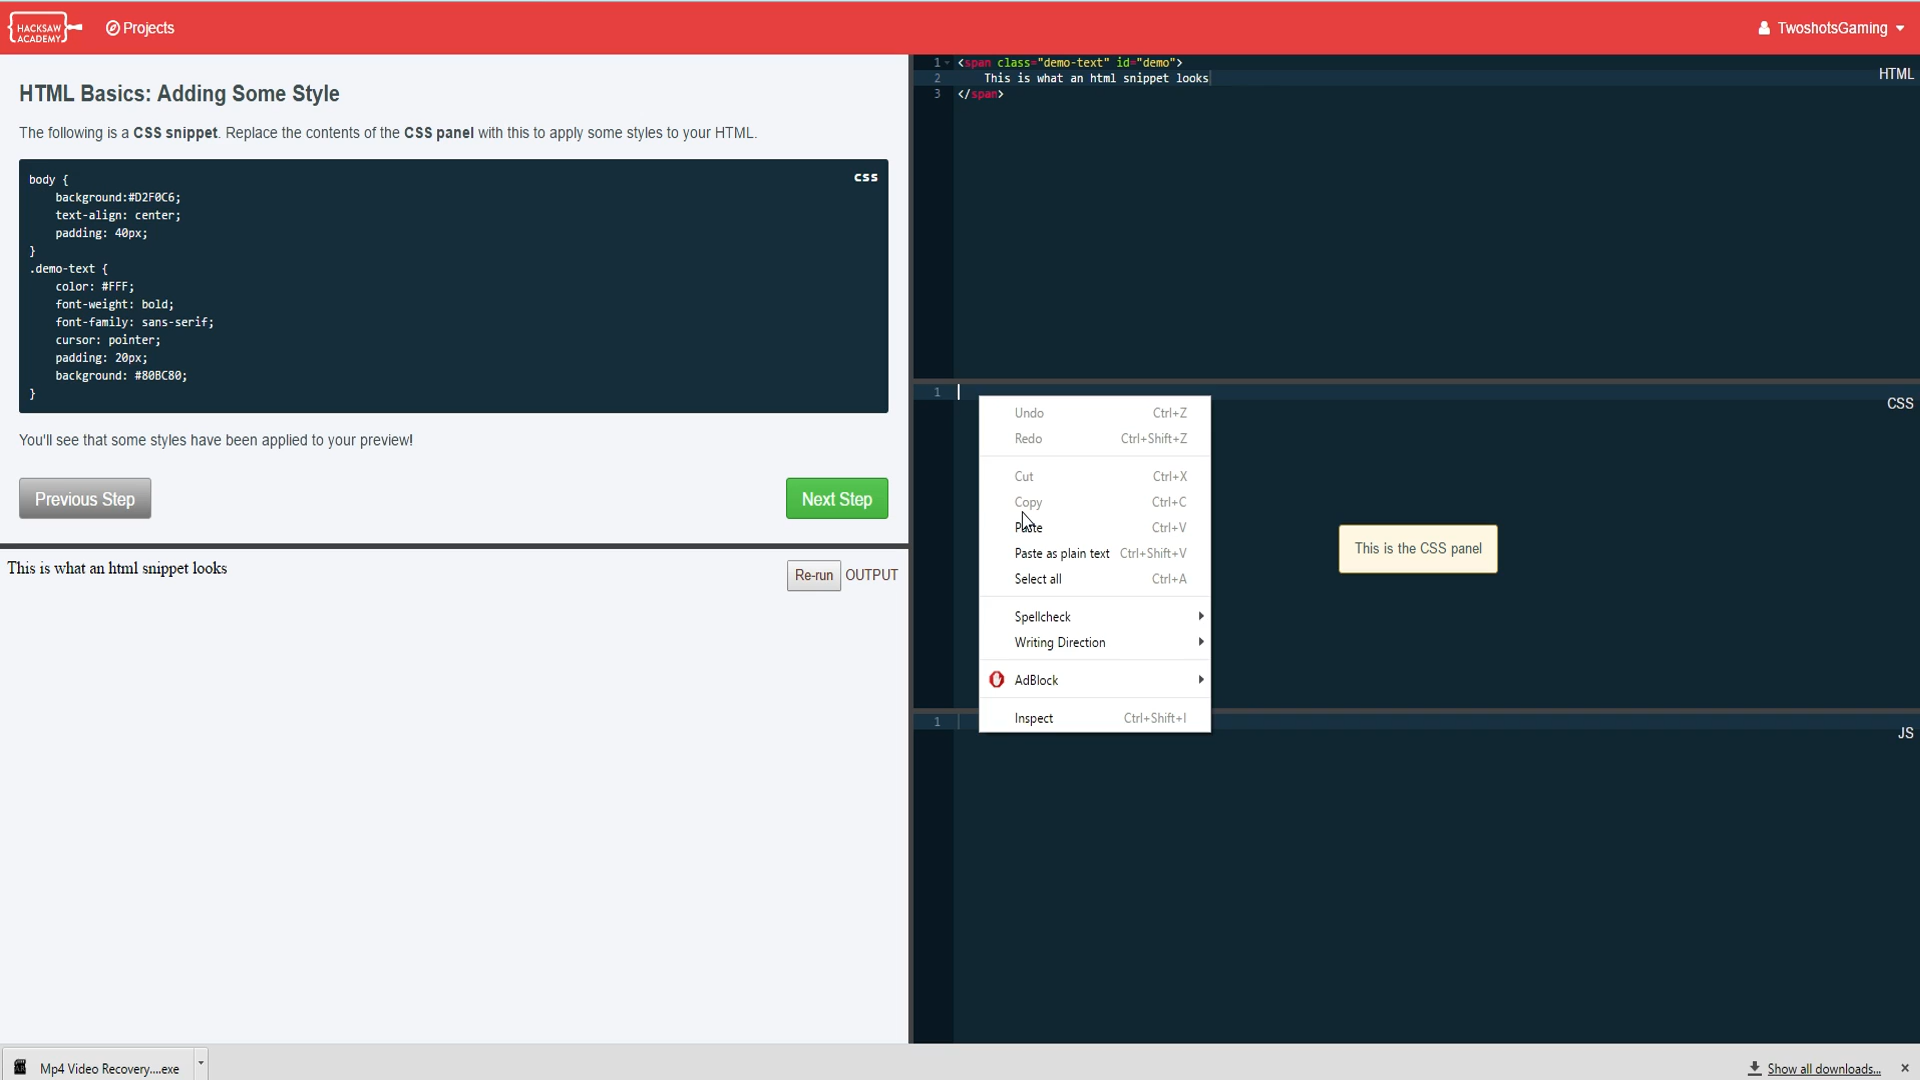 HACKSAW
ACADEMY
Projects
TwoshotsGaming
HTML Basics: Adding Some Style
The following is a CSS snippet. Replace the contents of the CSS panel with this to apply some styles to your HTML.
css
body {
background:#D2F0C6;
text-align: center;
padding: 40px;
}
.demo-text {
color: #FFF;
font-weight: bold;
font-family: sans-serif;
cursor: pointer;
padding: 20px;
background: #80BC80;
}
You'll see that some styles have been applied to your preview!
Previous Step
Next Step
This is what an html snippet looks
Re-run
OUTPUT
1 <span class="demo-text" id="demo">
2 This is what an html snippet looks
3 </span>
HTML
1
CSS
Undo Ctrl+Z
Redo Ctrl+Shift+Z
Cut Ctrl+X
Copy Ctrl+C
Paste Ctrl+V
Paste as plain text Ctrl+Shift+V
Select all Ctrl+A
Spellcheck
Writing Direction
AdBlock
Inspect Ctrl+Shift+I
This is the CSS panel
1
JS
Mp4 Video Recovery....exe
Show all downloads...